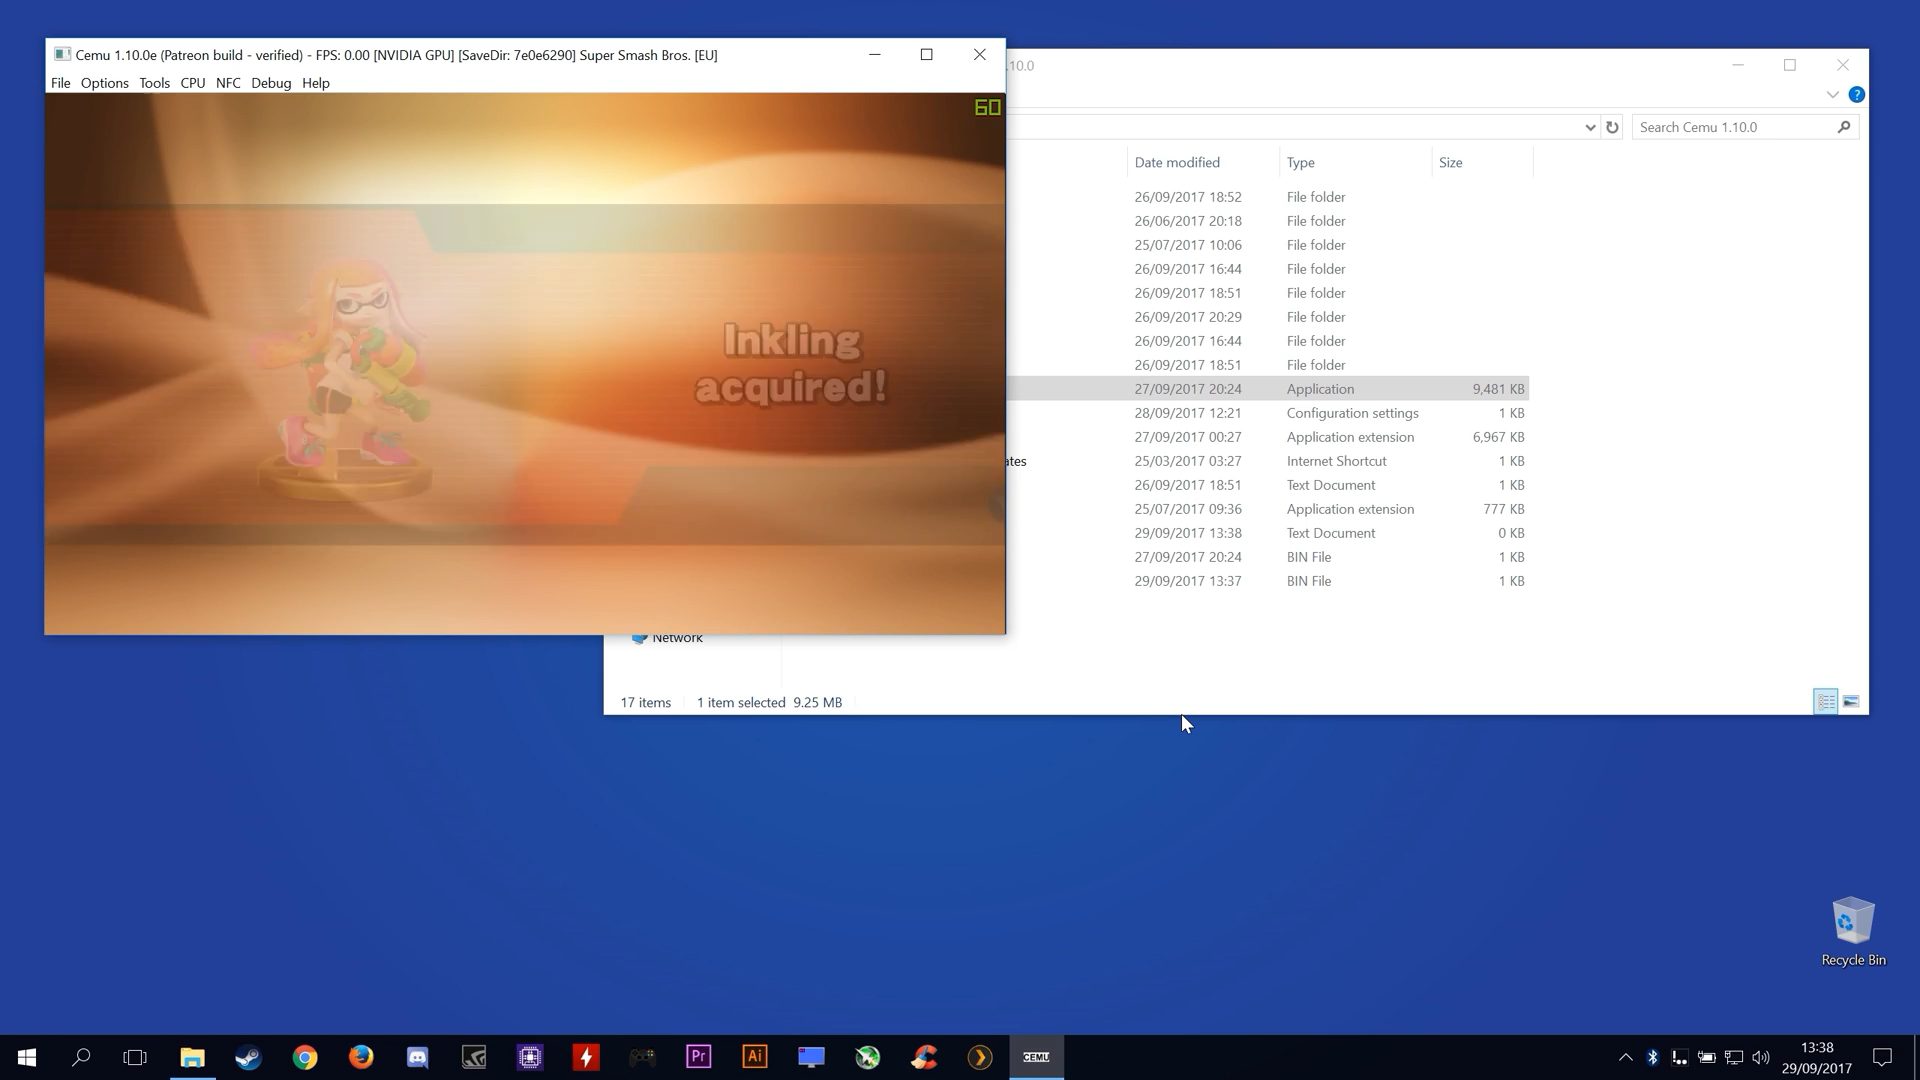 Cemu 1.10.0e (Patreon build - verified) - FPS: 0.00 [NVIDIA GPU] [SaveDir: 7e0e6290] Super Smash Bros. [EU]
File Options Tools CPU NFC Debug Help
60
Inkling
acquired!
.10.0
Search Cemu 1.10.0
Date modified Type Size
26/09/2017 18:52 File folder
26/06/2017 20:18 File folder
25/07/2017 10:06 File folder
26/09/2017 16:44 File folder
26/09/2017 18:51 File folder
26/09/2017 20:29 File folder
26/09/2017 16:44 File folder
26/09/2017 18:51 File folder
27/09/2017 20:24 Application 9,481 KB
28/09/2017 12:21 Configuration settings 1 KB
27/09/2017 00:27 Application extension 6,967 KB
ates 25/03/2017 03:27 Internet Shortcut 1 KB
26/09/2017 18:51 Text Document 1 KB
25/07/2017 09:36 Application extension 777 KB
29/09/2017 13:38 Text Document 0 KB
27/09/2017 20:24 BIN File 1 KB
29/09/2017 13:37 BIN File 1 KB
Network
17 items 1 item selected 9.25 MB
Recycle Bin
Pr Ai CEMU
13:38
29/09/2017